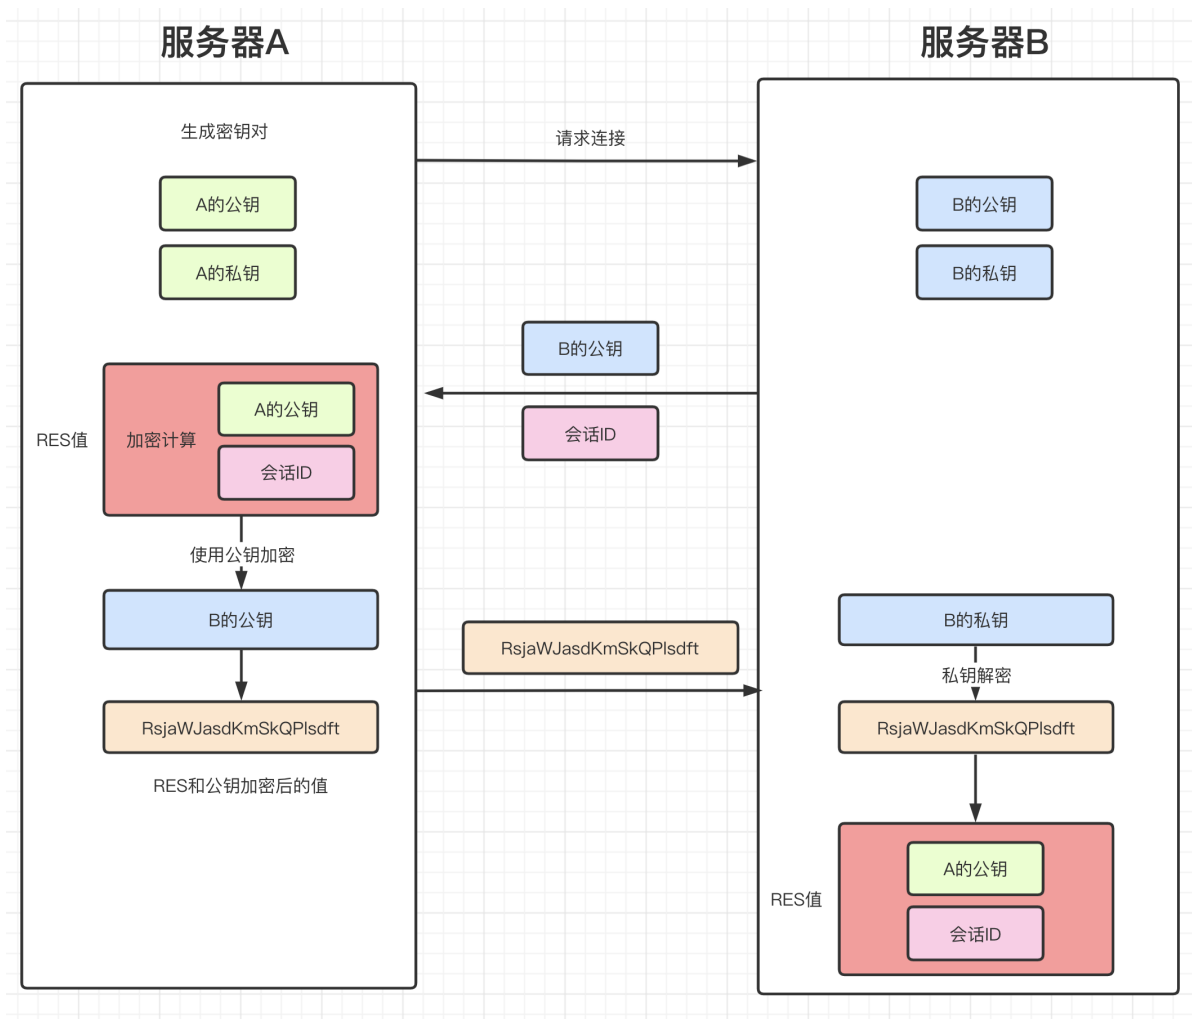 服务器A
服务器B
生成密钥对
请求连接
A的公钥
B的公钥
A的私钥
B的私钥
B的公钥
会话ID
RES值
加密计算
A的公钥
会话ID
使用公钥加密
B的公钥
RsjaWJasdKmSkQPlsdft
RES和公钥加密后的值
RsjaWJasdKmSkQPlsdft
B的私钥
私钥解密
RsjaWJasdKmSkQPlsdft
RES值
A的公钥
会话ID